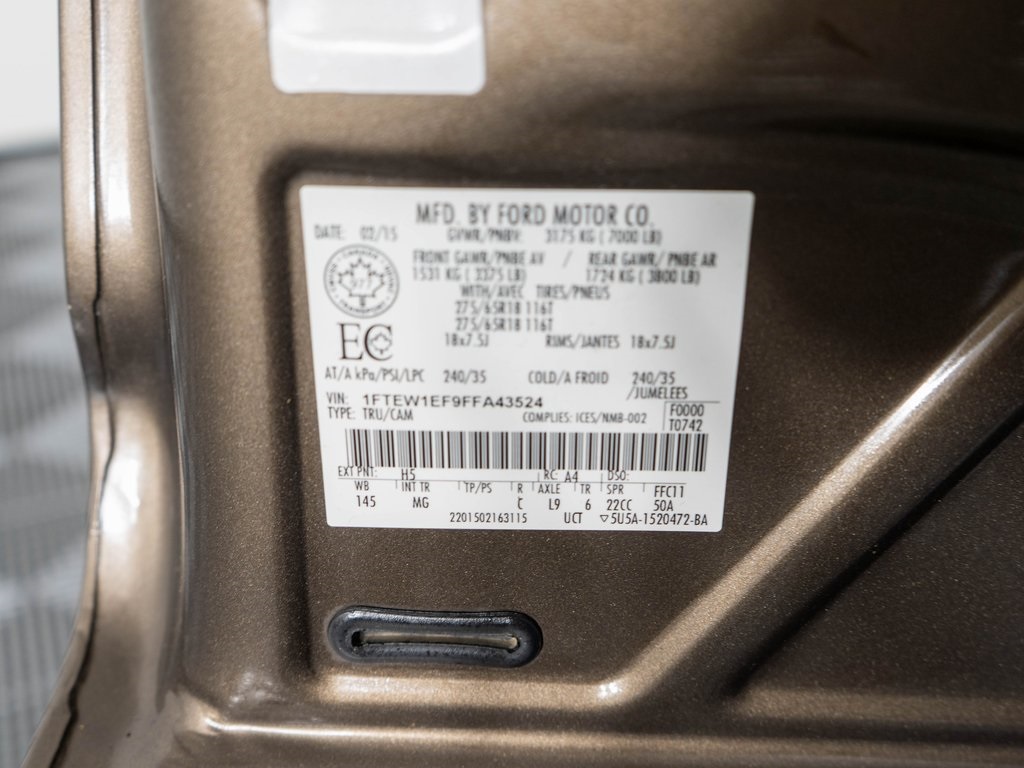 MFD. BY FORD MOTOR CO.
DATE: 02/15 GVWR/PNBV: 3175 KG ( 7000 LB)
FRONT GAWR/PNBE AV / REAR GAWR/ PNBE AR
1531 KG ( 3375 LB) 1724 KG ( 3800 LB)
WITH/AVEC TIRES/PNEUS
275/65R18 116T
275/65R18 116T
18x7.5J RIMS/JANTES 18x7.5J
CANADA
977
TRANSPORT
EC
AT/A kPa/PSI/LPC 240/35 COLD/A FROID 240/35
/JUMELEES
VIN: 1FTEW1EF9FFA43524
TYPE: TRU/CAM COMPLIES: ICES/NMB-002
F0000
T0742
EXT PNT: H5 RC: A4 DSO:
WB INT TR TP/PS R AXLE TR SPR FFC11
145 MG C L9 6 22CC 50A
2201502163115 UCT ▽5U5A-1520472-BA